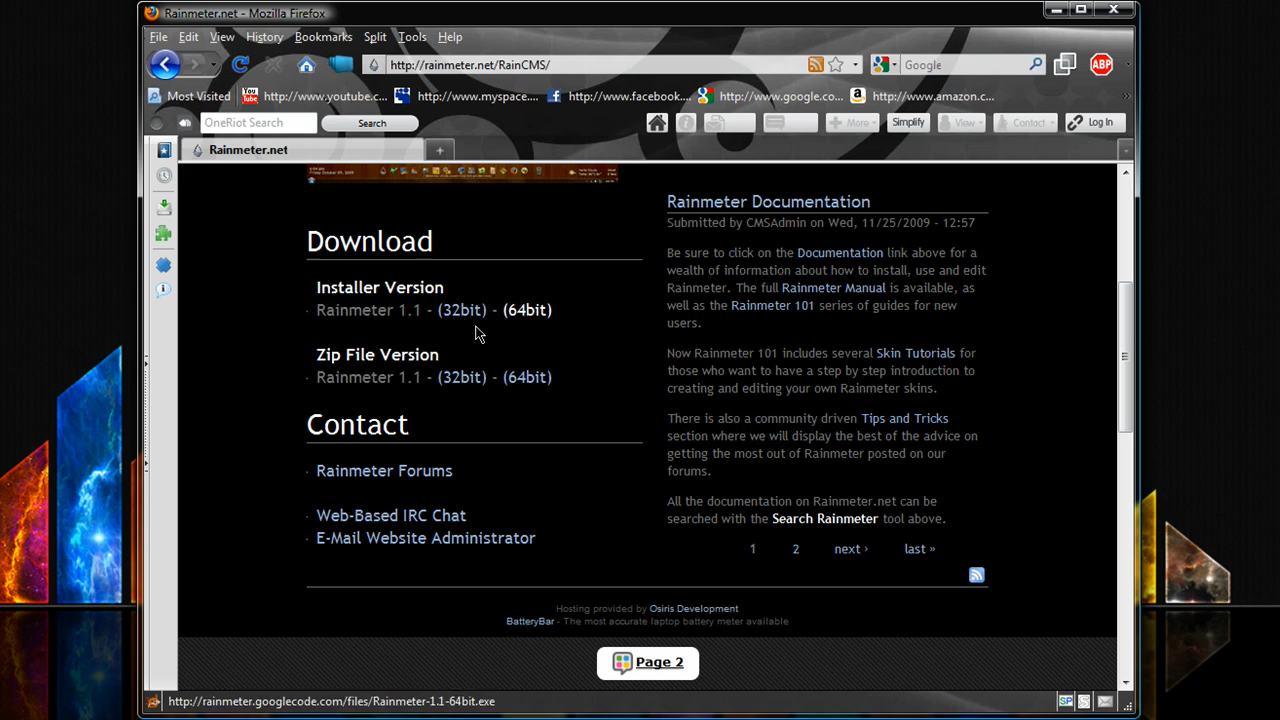 Rainmeter.net - Mozilla Firefox
File Edit View History Bookmarks Split Tools Help
http://rainmeter.net/RainCMS/
Google
ABP
Most Visited
You Tube
http://www.youtube.c...
http://www.myspace....
http://www.facebook....
http://www.google.co...
http://www.amazon.c...
OneRiot Search
Search
More
Simplify
View
Contact
Log In
Rainmeter.net
Download
Installer Version
Rainmeter 1.1 - (32bit) - (64bit)
Zip File Version
Rainmeter 1.1 - (32bit) - (64bit)
Contact
Rainmeter Forums
Web-Based IRC Chat
E-Mail Website Administrator
Rainmeter Documentation
Submitted by CMSAdmin on Wed, 11/25/2009 - 12:57
Be sure to click on the Documentation link above for a
wealth of information about how to install, use and edit
Rainmeter. The full Rainmeter Manual is available, as
well as the Rainmeter 101 series of guides for new
users.
Now Rainmeter 101 includes several Skin Tutorials for
those who want to have a step by step introduction to
creating and editing your own Rainmeter skins.
There is also a community driven Tips and Tricks
section where we will display the best of the advice on
getting the most out of Rainmeter posted on our
forums.
All the documentation on Rainmeter.net can be
searched with the Search Rainmeter tool above.
1 2 next › last »
Hosting provided by Osiris Development
BatteryBar - The most accurate laptop battery meter available
Page 2
http://rainmeter.googlecode.com/files/Rainmeter-1.1-64bit.exe
SP